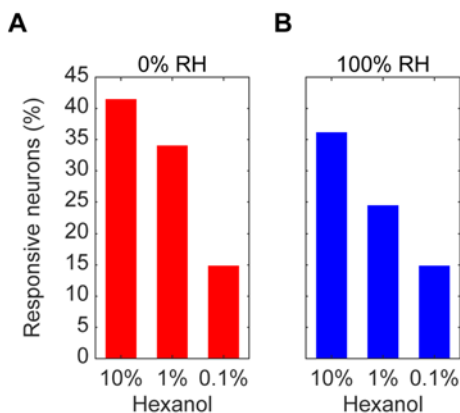 A
B
0% RH
100% RH
Responsive neurons (%)
45
40
35
30
25
20
15
10
5
0
10% 1% 0.1%
10% 1% 0.1%
Hexanol
Hexanol